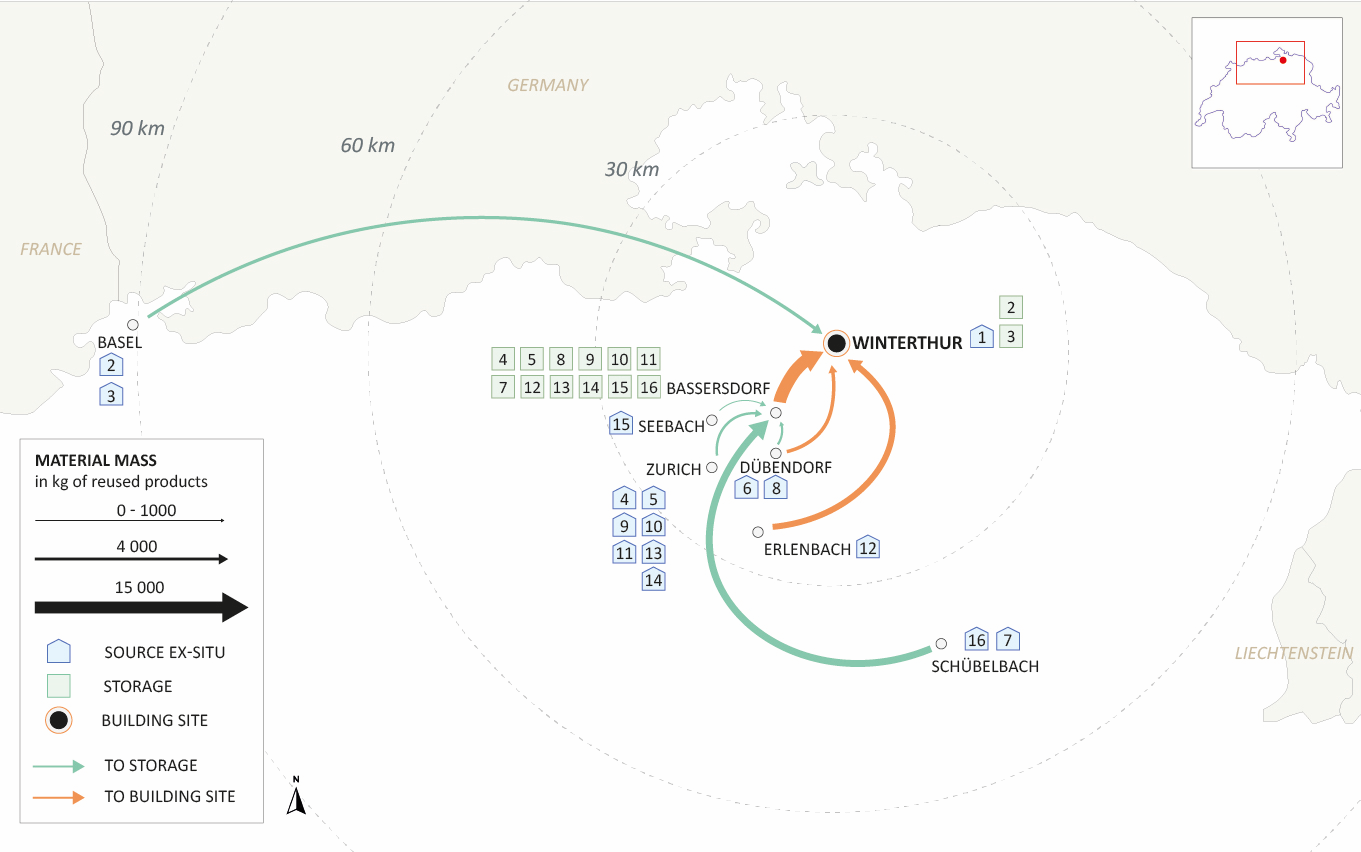 GERMANY
90 km
60 km
30 km
FRANCE
BASEL
2
3
WINTERTHUR
1
2
3
4 5 8 9 10 11
7 12 13 14 15 16
BASSERSDORF
15 SEEBACH
ZURICH
DÜBENDORF
6 8
4 5
9 10
11 13
14
ERLENBACH 12
16 7
SCHÜBELBACH
LIECHTENSTEIN
MATERIAL MASS
in kg of reused products
0 - 1000
4 000
15 000
SOURCE EX-SITU
STORAGE
BUILDING SITE
TO STORAGE
TO BUILDING SITE
N